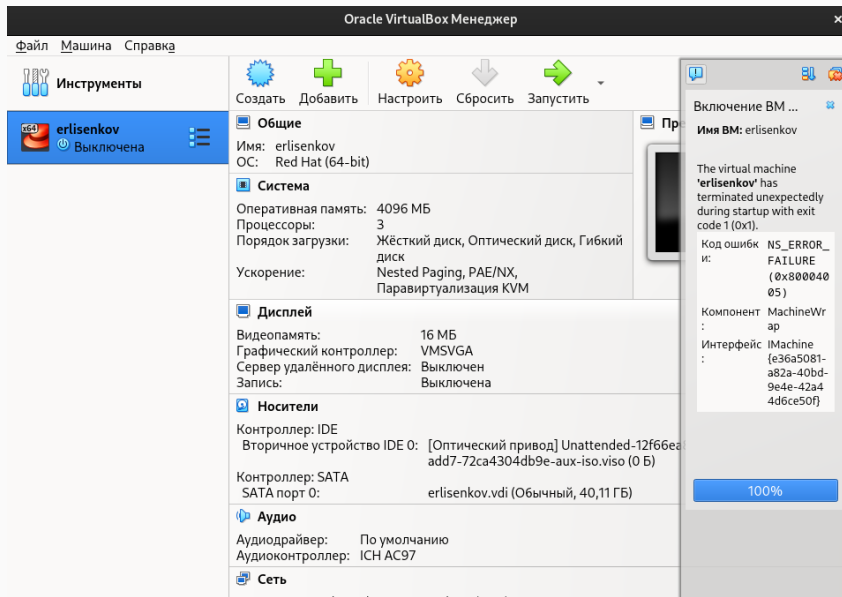 Oracle VirtualBox Менеджер
Файл Машина Справка
Инструменты
Создать Добавить Настроить Сбросить Запустить
x64
erlisenkov
Выключена
Общие
Имя: erlisenkov
ОС: Red Hat (64-bit)
Система
Оперативная память: 4096 МБ
Процессоры: 3
Порядок загрузки: Жёсткий диск, Оптический диск, Гибкий
диск
Ускорение: Nested Paging, PAE/NX,
Паравиртуализация KVM
Дисплей
Видеопамять: 16 МБ
Графический контроллер: VMSVGA
Сервер удалённого дисплея: Выключен
Запись: Выключена
Носители
Контроллер: IDE
Вторичное устройство IDE 0: [Оптический привод] Unattended-12f66ea
add7-72ca4304db9e-aux-iso.viso (0 Б)
Контроллер: SATA
SATA порт 0: erlisenkov.vdi (Обычный, 40,11 ГБ)
Аудио
Аудиодрайвер: По умолчанию
Аудиоконтроллер: ICH AC97
Сеть
Пре
Включение ВМ ...
Имя ВМ: erlisenkov
The virtual machine
'erlisenkov' has
terminated unexpectedly
during startup with exit
code 1 (0x1).
Код ошибк NS_ERROR_
и: FAILURE
(0x80004
05)
Компонент MachineWr
: ap
Интерфейс IMachine
: {e36a5081-
a82a-40bd-
9e4e-42a4
4d6ce50f}
100%